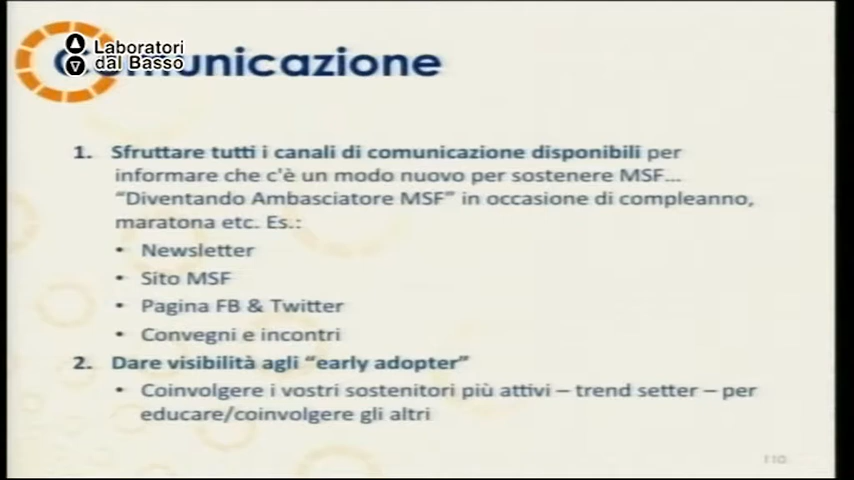 Laboratori
dal Basso
Comunicazione
1. Sfruttare tutti i canali di comunicazione disponibili per
informare che c'è un modo nuovo per sostenere MSF...
"Diventando Ambasciatore MSF" in occasione di compleanno,
maratona etc. Es.:
• Newsletter
• Sito MSF
• Pagina FB & Twitter
• Convegni e incontri
2. Dare visibilità agli "early adopter"
• Coinvolgere i vostri sostenitori più attivi – trend setter – per
educare/coinvolgere gli altri
110